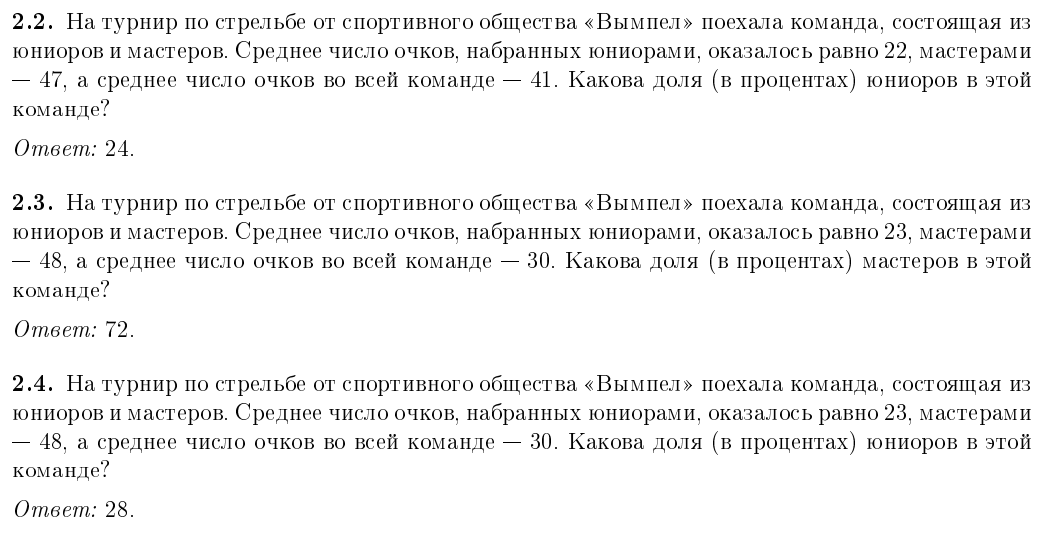 2.2. На турнир по стрельбе от спортивного общества «Вымпел» поехала команда, состоящая из
юниоров и мастеров. Среднее число очков, набранных юниорами, оказалось равно 22, мастерами
— 47, а среднее число очков во всей команде — 41. Какова доля (в процентах) юниоров в этой
команде?
Ответ: 24.
2.3. На турнир по стрельбе от спортивного общества «Вымпел» поехала команда, состоящая из
юниоров и мастеров. Среднее число очков, набранных юниорами, оказалось равно 23, мастерами
— 48, а среднее число очков во всей команде — 30. Какова доля (в процентах) мастеров в этой
команде?
Ответ: 72.
2.4. На турнир по стрельбе от спортивного общества «Вымпел» поехала команда, состоящая из
юниоров и мастеров. Среднее число очков, набранных юниорами, оказалось равно 23, мастерами
— 48, а среднее число очков во всей команде — 30. Какова доля (в процентах) юниоров в этой
команде?
Ответ: 28.